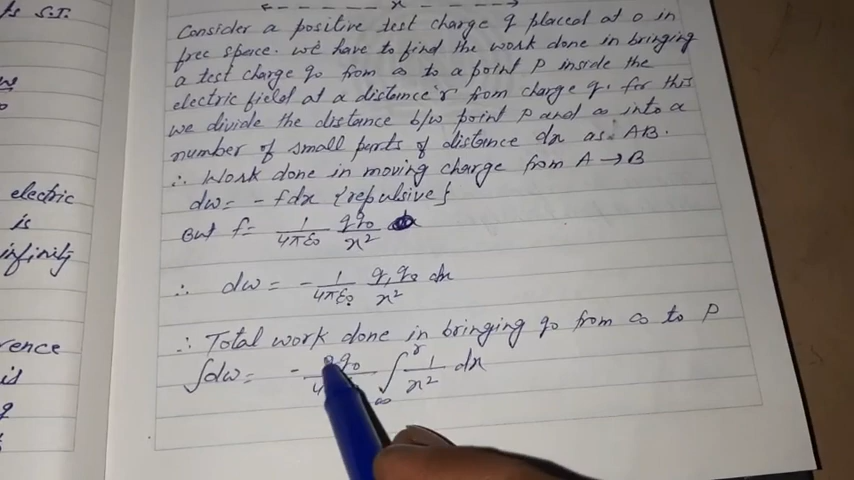 x
Consider a positive test charge q placed at O in
free space. we have to find the work done in bringing
a test charge q₀ from ∞ to a point P inside the
electric field at a distance r from charge q. for this
we divide the distance b/w point P and ∞ into a
number of small parts of distance dx as AB.
∴ Work done in moving charge from A → B
dw = - fdx {repulsive}
But f = 1/4πε₀ qq₀/x²
∴ dw = - 1/4πε₀ q, q₀/x² dx
∴ Total work done in bringing q₀ from ∞ to P
∫dw = - qq₀/4 ∫∞^r 1/x² dx
S.T.
electric
is
infinity
is